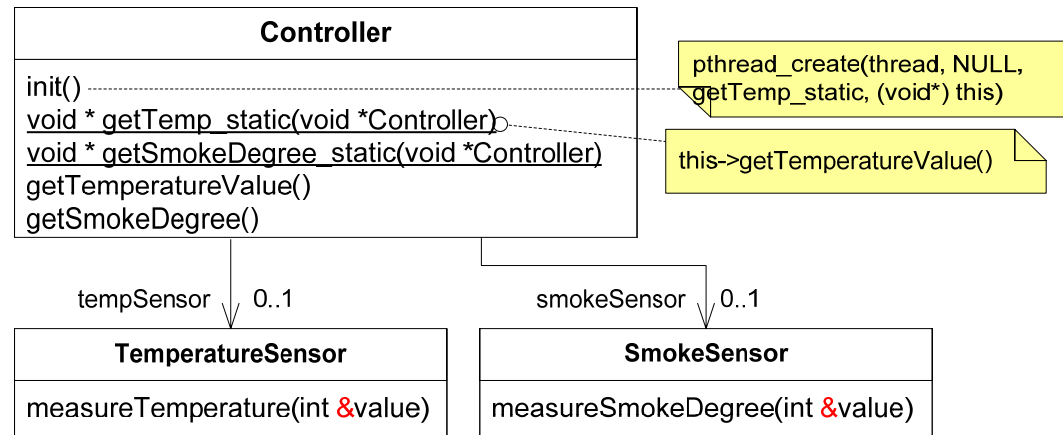 Controller
init()
void * getTemp_static(void *Controller)
void * getSmokeDegree_static(void *Controller)
getTemperatureValue()
getSmokeDegree()
pthread_create(thread, NULL,
getTemp_static, (void*) this)
this->getTemperatureValue()
tempSensor 0..1
smokeSensor 0..1
TemperatureSensor
measureTemperature(int &value)
SmokeSensor
measureSmokeDegree(int &value)